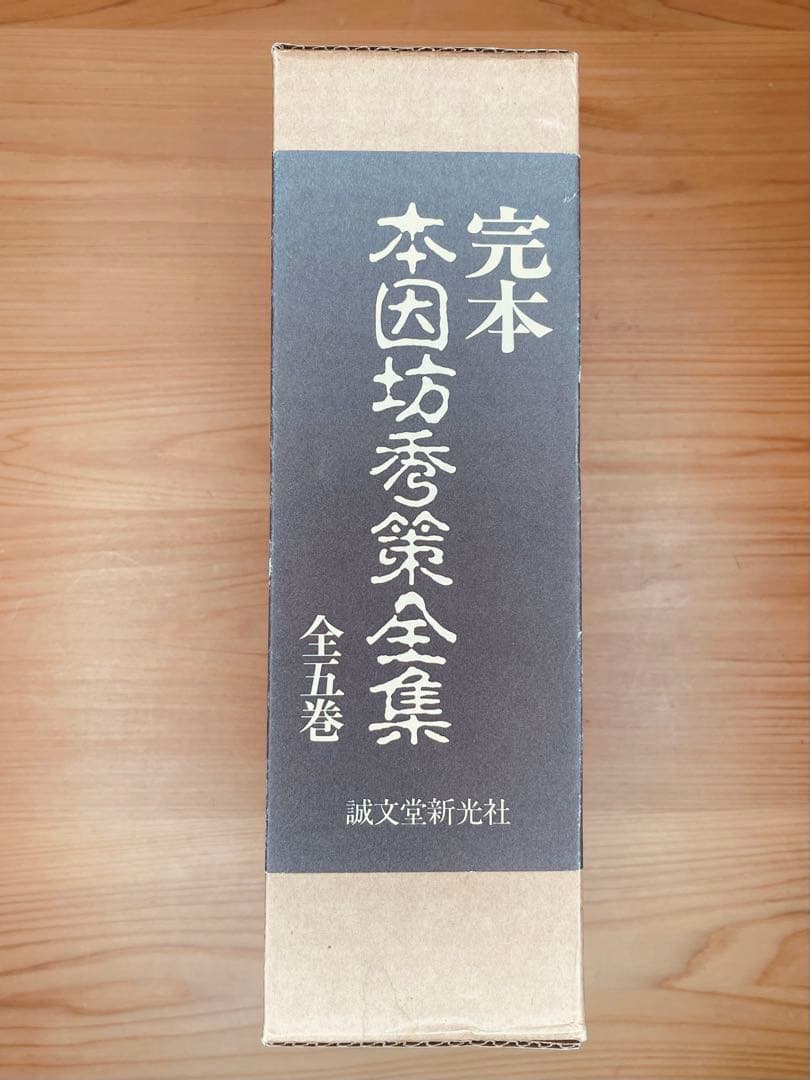 完本
本因坊秀策全集
全五巻
誠文堂新光社